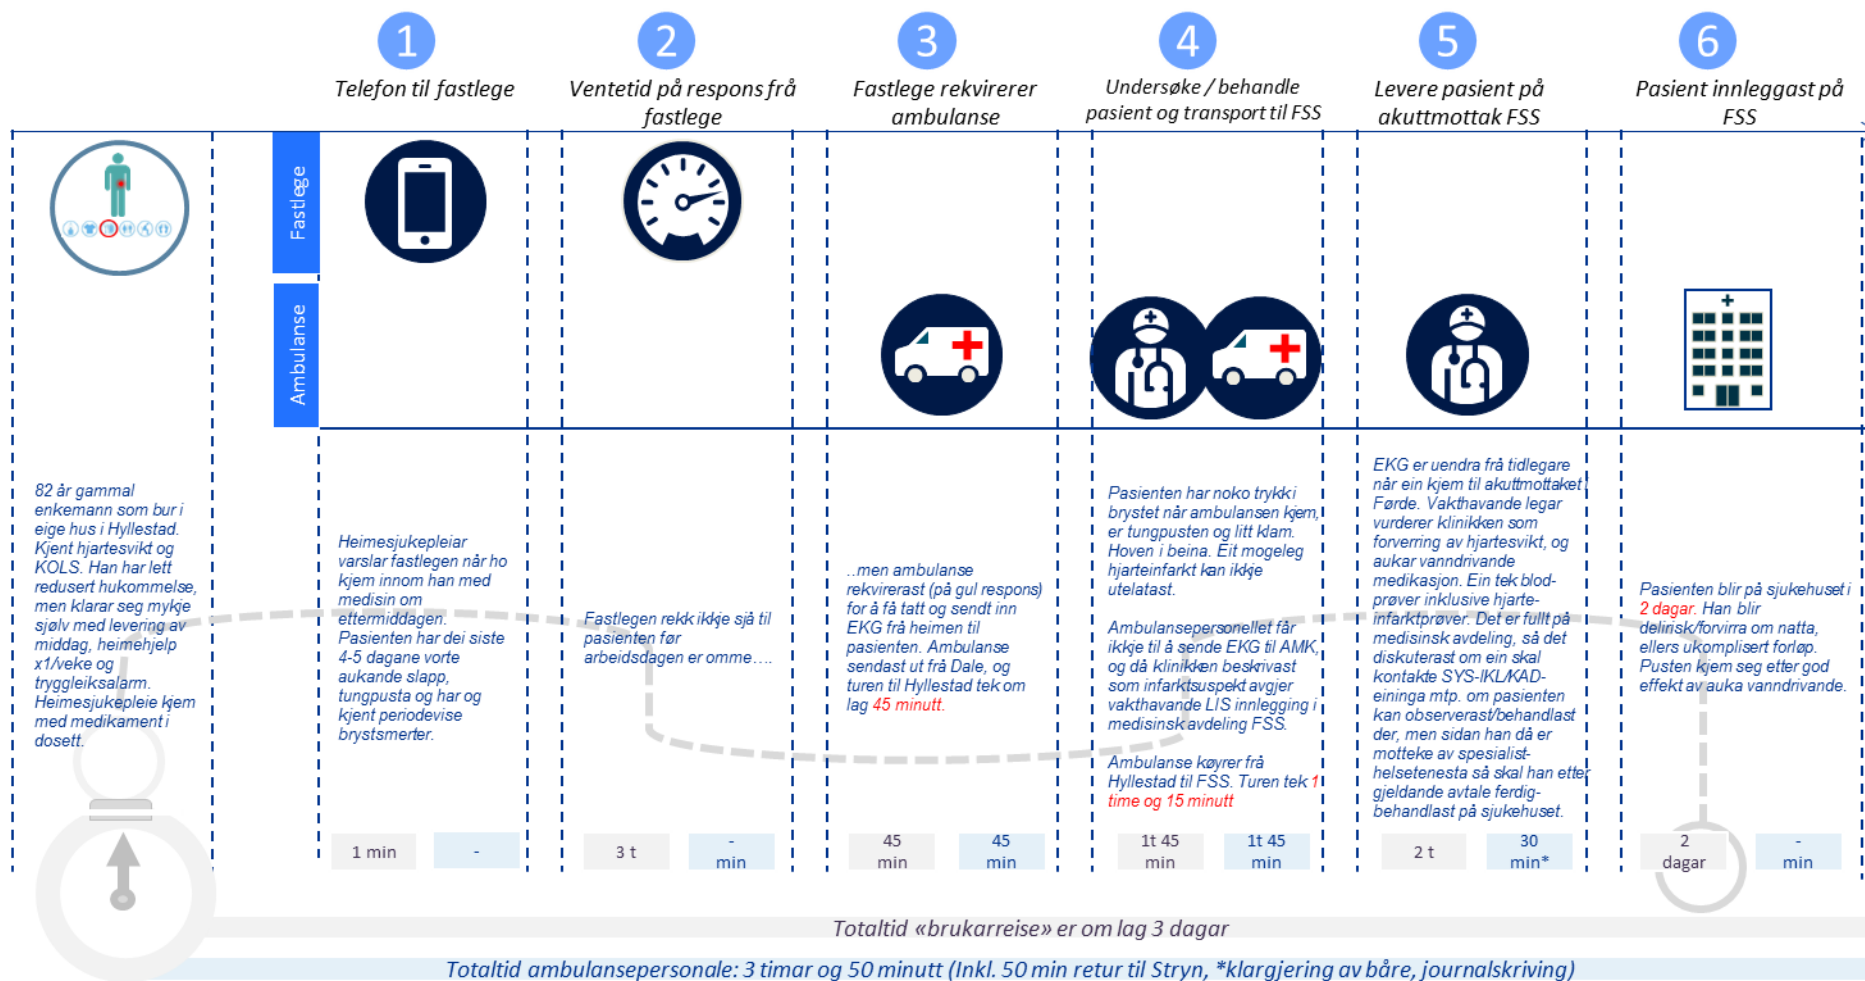 1
Telefon til fastlege
2
Ventetid på respons frå
fastlege
3
Fastlege rekvirerer
ambulanse
4
Undersøke / behandle
pasient og transport til FSS
5
Levere pasient på
akuttmottak FSS
6
Pasient innleggast på
FSS
Fastlege
Ambulanse
82 år gammal
enkemann som bur i
eige hus i Hyllestad.
Kjent hjartesvikt og
KOLS. Han har lett
redusert hukommelse,
men klarar seg mykje
sjølv med levering av
middag, heimehjelp
x1/veke og
tryggleiksalarm.
Heimesjukepleie kjem
med medikament i
dosett.
Heimesjukepleiar
varslar fastlegen når ho
kjem innom han med
medisin om
ettermiddagen.
Pasienten har dei siste
4-5 dagane vorte
aukande slapp,
tungpusta og har og
kjent periodevise
brystsmerter.
Fastlegen rekk ikkje sjå til
pasienten før
arbeidsdagen er omme….
..men ambulanse
rekvirerast (på gul respons)
for å få tatt og sendt inn
EKG frå heimen til
pasienten. Ambulanse
sendast ut frå Dale, og
turen til Hyllestad tek om
lag 45 minutt.
Pasienten har noko trykk i
brystet når ambulansen kjem,
er tungpusten og litt klam.
Hoven i beina. Eit mogeleg
hjarteinfarkt kan ikkje
utelatast.
Ambulansepersonellet får
ikkje til å sende EKG til AMK,
og då klinikken beskrivast
som infarktsuspekt avgjer
vakthavande LIS innlegging i
medisinsk avdeling FSS.
Ambulanse køyrer frå
Hyllestad til FSS. Turen tek 1
time og 15 minutt
EKG er uendra frå tidlegare
når ein kjem til akuttmottaket i
Førde. Vakthavande legar
vurderer klinikken som
forverring av hjartesvikt, og
aukar vanndrivande
medikasjon. Ein tek blod-
prøver inklusive hjarte-
infarktprøver. Det er fullt på
medisinsk avdeling, så det
diskuterast om ein skal
kontakte SYS-IKL/KAD-
eininga mtp. om pasienten
kan observerast/behandlast
der, men sidan han då er
motteke av spesialist-
helsetenesta så skal han etter
gjeldande avtale ferdig-
behandlast på sjukehuset.
Pasienten blir på sjukehuset i
2 dagar. Han blir
delirisk/forvirra om natta,
ellers ukomplisert forløp.
Pusten kjem seg etter god
effekt av auka vanndrivande.
1 min
-
3 t
-
min
45
min
45
min
1t 45
min
1t 45
min
2 t
30
min*
2
dagar
-
min
Totaltid «brukarreise» er om lag 3 dagar
Totaltid ambulansepersonale: 3 timar og 50 minutt (Inkl. 50 min retur til Stryn, *klargjering av båre, journalskriving)